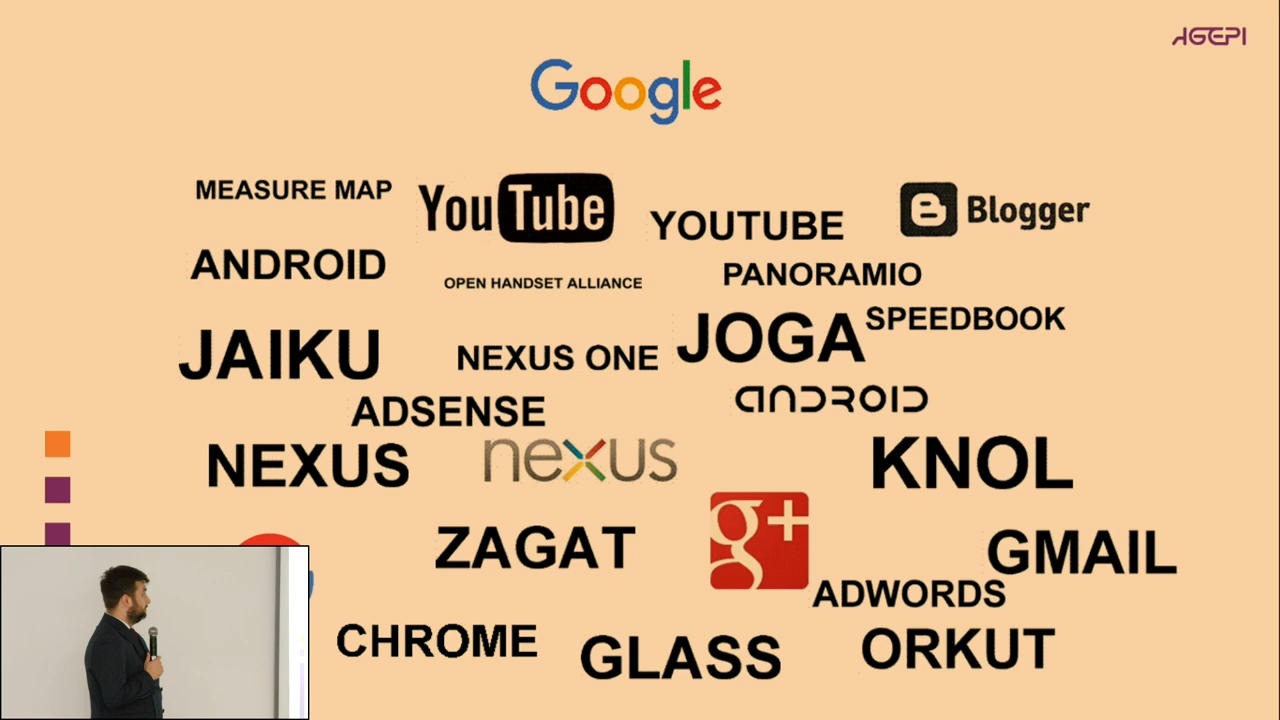 AGEPI
Google
MEASURE MAP
YouTube
YOUTUBE
Blogger
ANDROID
OPEN HANDSET ALLIANCE
PANORAMIO
JAIKU
NEXUS ONE
JOGA
SPEEDBOOK
ADSENSE
ANDROID
NEXUS
nexus
KNOL
ZAGAT
g+
GMAIL
ADWORDS
CHROME
GLASS
ORKUT